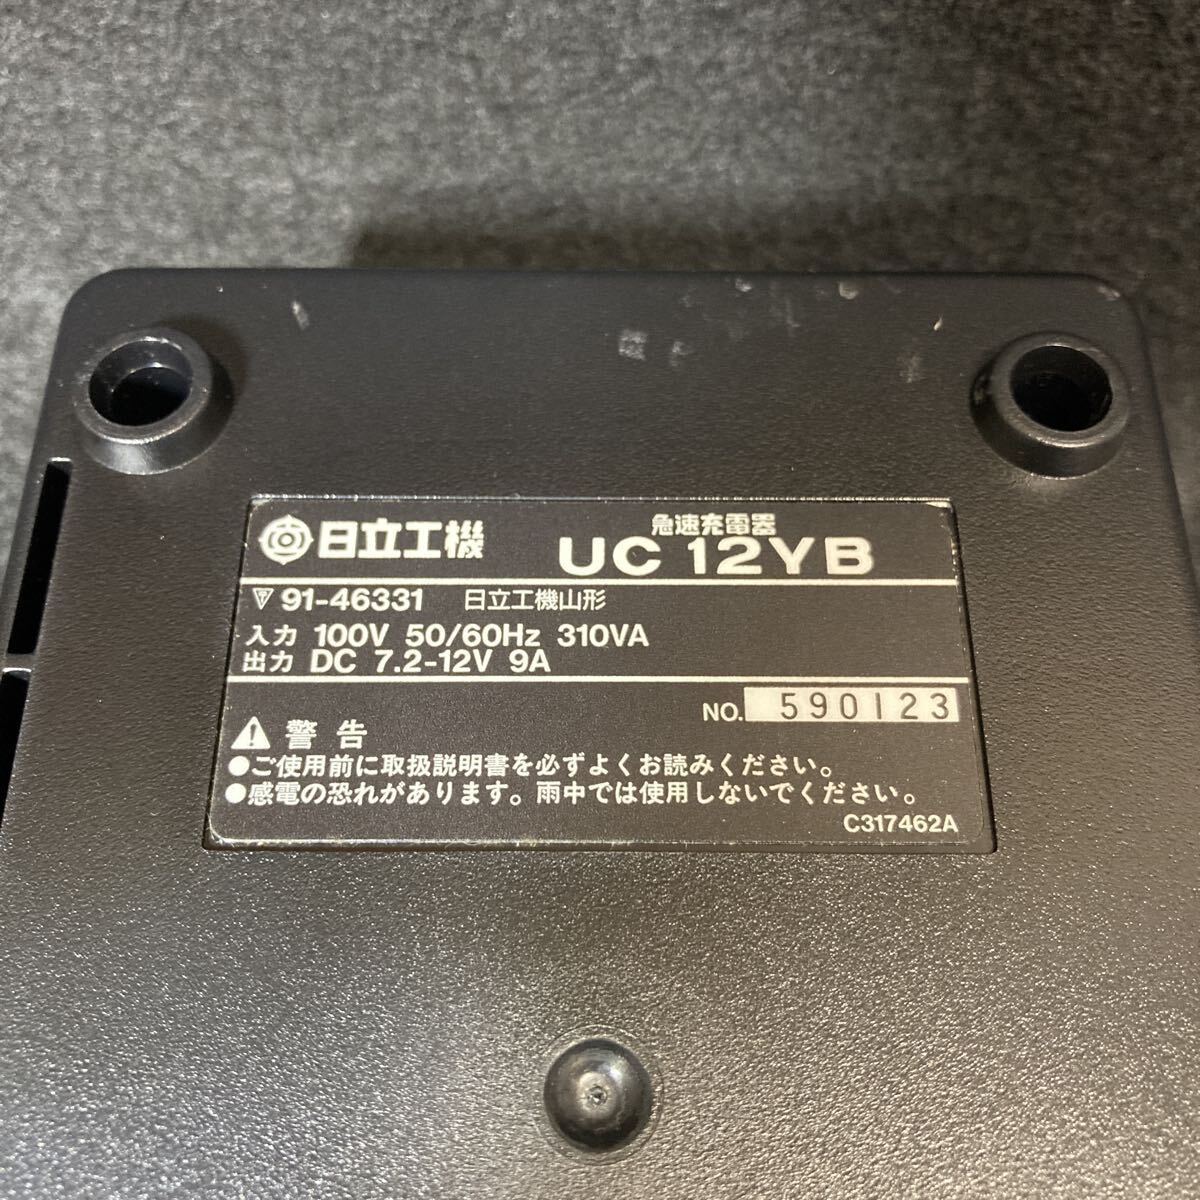 日立工機
急速充電器
UC 12YB
91-46331 日立工機山形
入力 100V 50/60Hz 310VA
出力 DC 7.2-12V 9A
NO. 590123
警告
●ご使用前に取扱説明書を必ずよくお読みください。
●感電の恐れがあります。雨中では使用しないでください。
C317462A